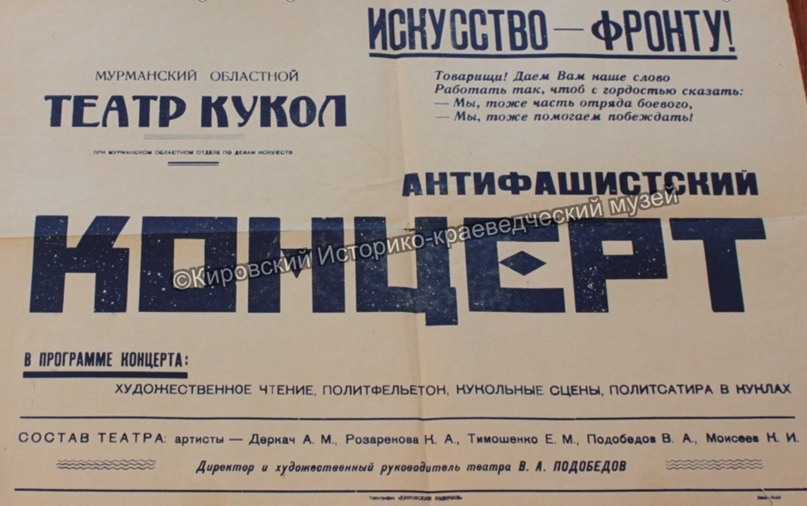 ИСКУССТВО — ФРОНТУ!
МУРМАНСКИЙ ОБЛАСТНОЙ
ТЕАТР КУКОЛ
ПРИ МУРМАНСКОМ ОБЛАСТНОМ ОТДЕЛЕ ПО ДЕЛАМ ИСКУССТВ
Товарищи! Даем Вам наше слово
Работать так, чтоб с гордостью сказать:
— Мы, тоже часть отряда боевого,
— Мы, тоже помогаем побеждать!
АНТИФАШИСТСКИЙ
КОНЦЕРТ
©Кировский Историко-краеведческий музей
В ПРОГРАММЕ КОНЦЕРТА:
ХУДОЖЕСТВЕННОЕ ЧТЕНИЕ, ПОЛИТФЕЛЬЕТОН, КУКОЛЬНЫЕ СЦЕНЫ, ПОЛИТСАТИРА В КУКЛАХ
СОСТАВ ТЕАТРА: артисты — Деркач А. М., Розаренова К. А., Тимошенко Е. М., Подобедов В. А., Моисеев Н. И.
Директор и художественный руководитель театра В. А. ПОДОБЕДОВ
Типография «КИРОВСКИЙ РАБОЧИЙ»